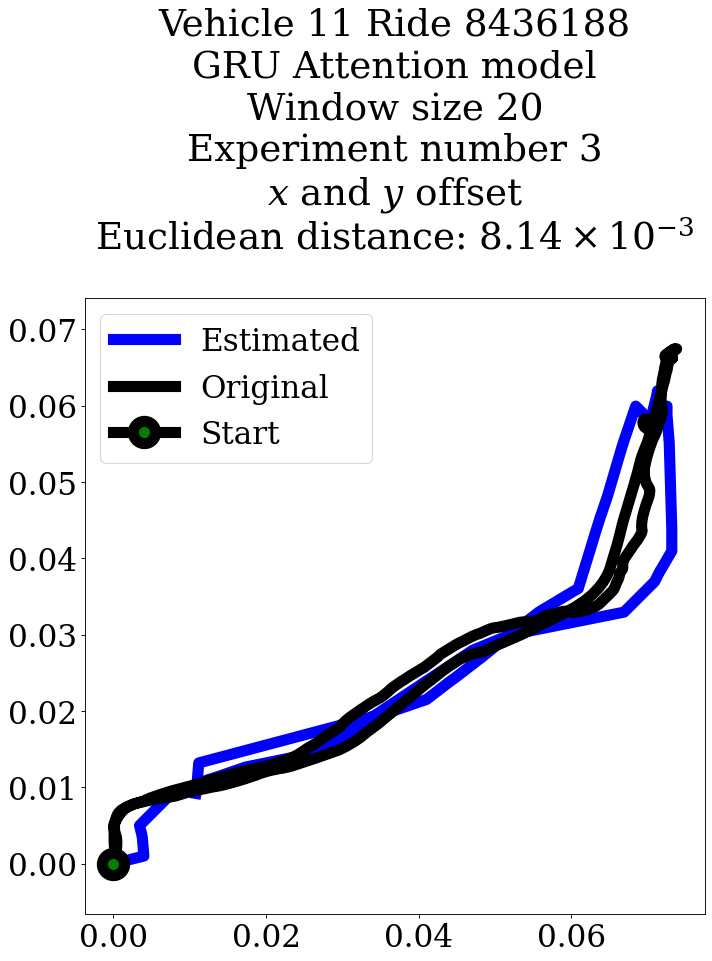 Vehicle 11 Ride 8436188
GRU Attention model
Window size 20
Experiment number 3
x and y offset
Euclidean distance: 8.14 × 10⁻³
Estimated
Original
Start
0.07
0.06
0.05
0.04
0.03
0.02
0.01
0.00
0.00 0.02 0.04 0.06